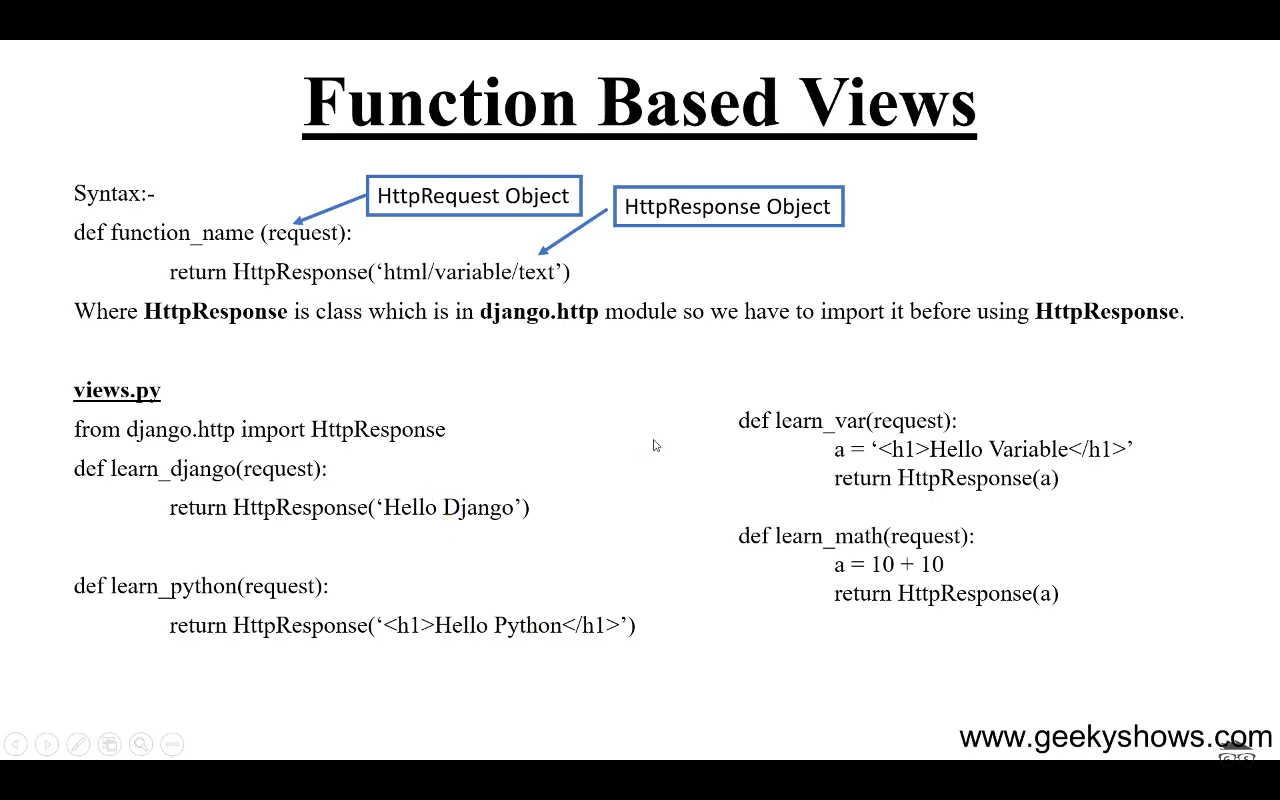 Function Based Views
Syntax:-
HttpRequest Object
HttpResponse Object
def function_name (request):
return HttpResponse(‘html/variable/text’)
Where HttpResponse is class which is in django.http module so we have to import it before using HttpResponse.
views.py
from django.http import HttpResponse
def learn_django(request):
return HttpResponse(‘Hello Django’)
def learn_python(request):
return HttpResponse(‘<h1>Hello Python</h1>’)
def learn_var(request):
a = ‘<h1>Hello Variable</h1>’
return HttpResponse(a)
def learn_math(request):
a = 10 + 10
return HttpResponse(a)
www.geekyshows.com